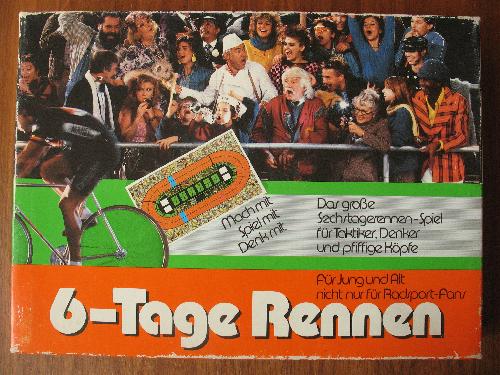 Mach mit
Spiel mit
Denk mit
Das große
Sechstagerennen-Spiel
für Taktiker, Denker
und pfiffige Köpfe
Für Jung und Alt
nicht nur für Radsport-Fans
6-Tage Rennen